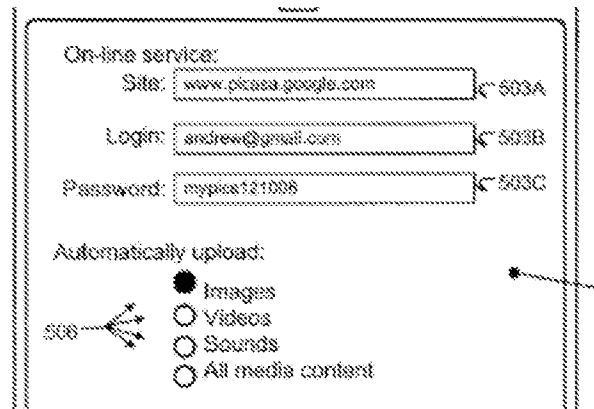 On-line service:
Site: www.picasa.google.com 503A
Login: andrew@gmail.com 503B
Password: mypics121006 503C
Automatically upload:
Images
Videos
506
Sounds
All media content